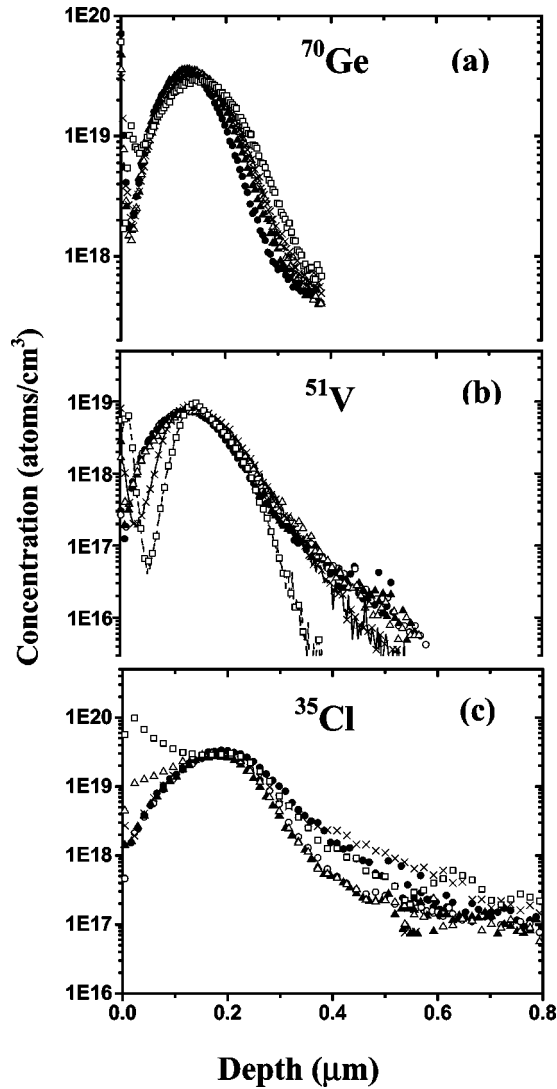 1E20
⁷⁰Ge
(a)
1E19
1E18
1E19
⁵¹V
(b)
1E18
1E17
1E16
1E20
³⁵Cl
(c)
1E19
1E18
1E17
1E16
0.0 0.2 0.4 0.6 0.8
Concentration (atoms/cm³)
Depth (μm)